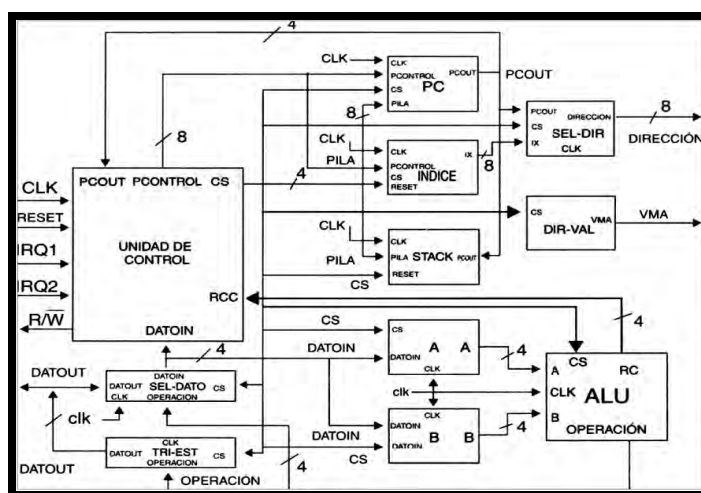 4
CLK
CLK
PCONTROL
PCOUT
CS
PC
PILA
PCOUT
8
8
PCOUT
DIRECCION
CS
SEL-DIR
IX
CLK
8
DIRECCIÓN
CLK
PILA
CLK
IX
PCONTROL
CS
INDICE
RESET
8
4
CLK
RESET
IRQ1
IRQ2
R/W
PCOUT PCONTROL CS
UNIDAD DE
CONTROL
RCC
DATOIN
CS
VMA
DIR-VAL
VMA
CLK
PILA
CS
CLK
PILA STACK PCOUT
RESET
4
CS
DATOIN
4
CS
A A
DATOIN
CLK
4
clk
CLK
DATOIN
B B
DATOIN
4
DATOIN
CS
CS
A
RC
CLK
ALU
B
OPERACIÓN
DATOUT
clk
DATOIN
DATOUT SEL-DATO CS
CLK OPERACION
CLK
DATOUT TRI-EST CS
OPERACION
DATOUT
OPERACIÓN
4